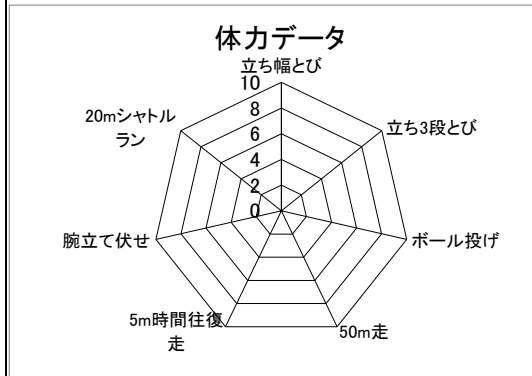 体力データ
立ち幅とび
10
8
6
4
2
0
立ち3段とび
ボール投げ
50m走
5m時間往復
走
腕立て伏せ
20mシャトル
ラン